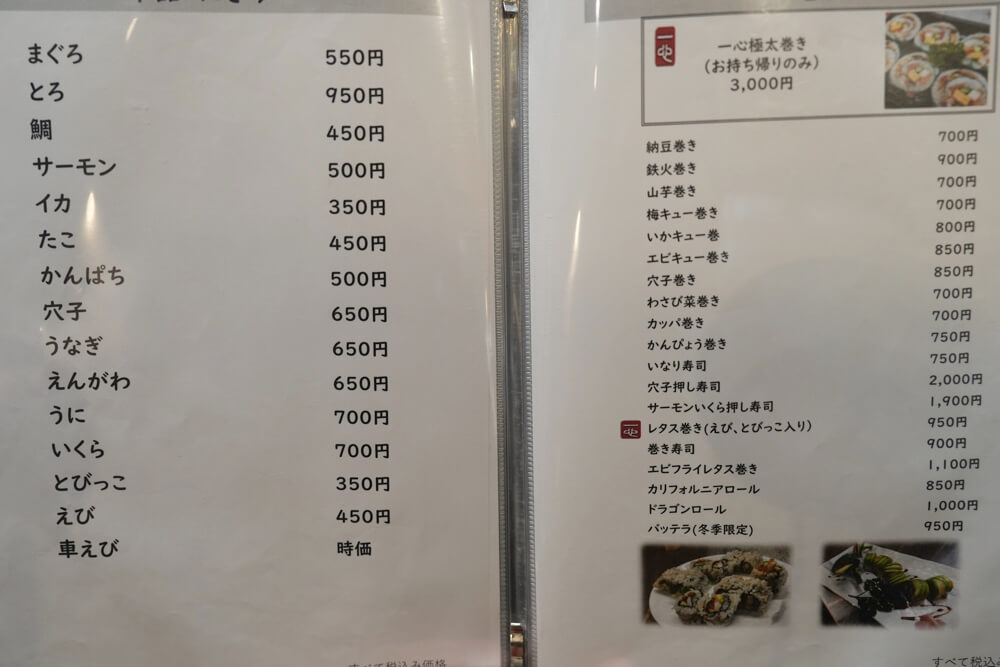 まぐろ 550円
とろ 950円
鯛 450円
サーモン 500円
イカ 350円
たこ 450円
かんぱち 500円
穴子 650円
うなぎ 650円
えんがわ 650円
うに 700円
いくら 700円
とびっこ 350円
えび 450円
車えび 時価
すべて税込み価格
一心
一心極太巻き
(お持ち帰りのみ)
3,000円
納豆巻き 700円
鉄火巻き 900円
山芋巻き 700円
梅キュー巻き 700円
いかキュー巻 800円
エビキュー巻き 850円
穴子巻き 850円
わさび菜巻き 700円
カッパ巻き 700円
かんぴょう巻き 750円
いなり寿司 750円
穴子押し寿司 2,000円
サーモンいくら押し寿司 1,900円
一心 レタス巻き(えび、とびっこ入り) 950円
巻き寿司 900円
エビフライレタス巻き 1,100円
カリフォルニアロール 850円
ドラゴンロール 1,000円
バッテラ(冬季限定) 950円
すべて税込